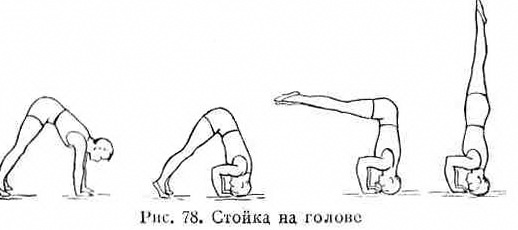 Рис. 78. Стойка на голове